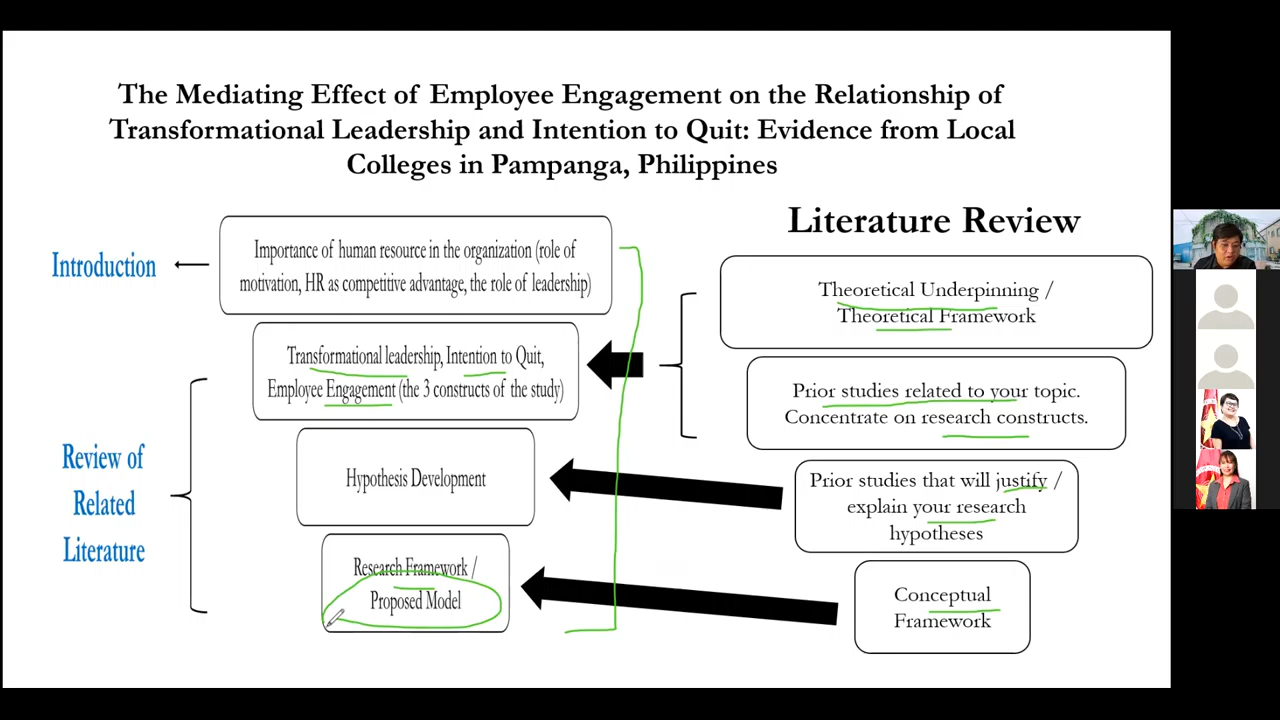 The Mediating Effect of Employee Engagement on the Relationship of
Transformational Leadership and Intention to Quit: Evidence from Local
Colleges in Pampanga, Philippines
Introduction
Importance of human resource in the organization (role of
motivation, HR as competitive advantage, the role of leadership)
Transformational leadership, Intention to Quit,
Employee Engagement (the 3 constructs of the study)
Review of
Related
Literature
Hypothesis Development
Research Framework /
Proposed Model
Literature Review
Theoretical Underpinning /
Theoretical Framework
Prior studies related to your topic.
Concentrate on research constructs.
Prior studies that will justify /
explain your research
hypotheses
Conceptual
Framework